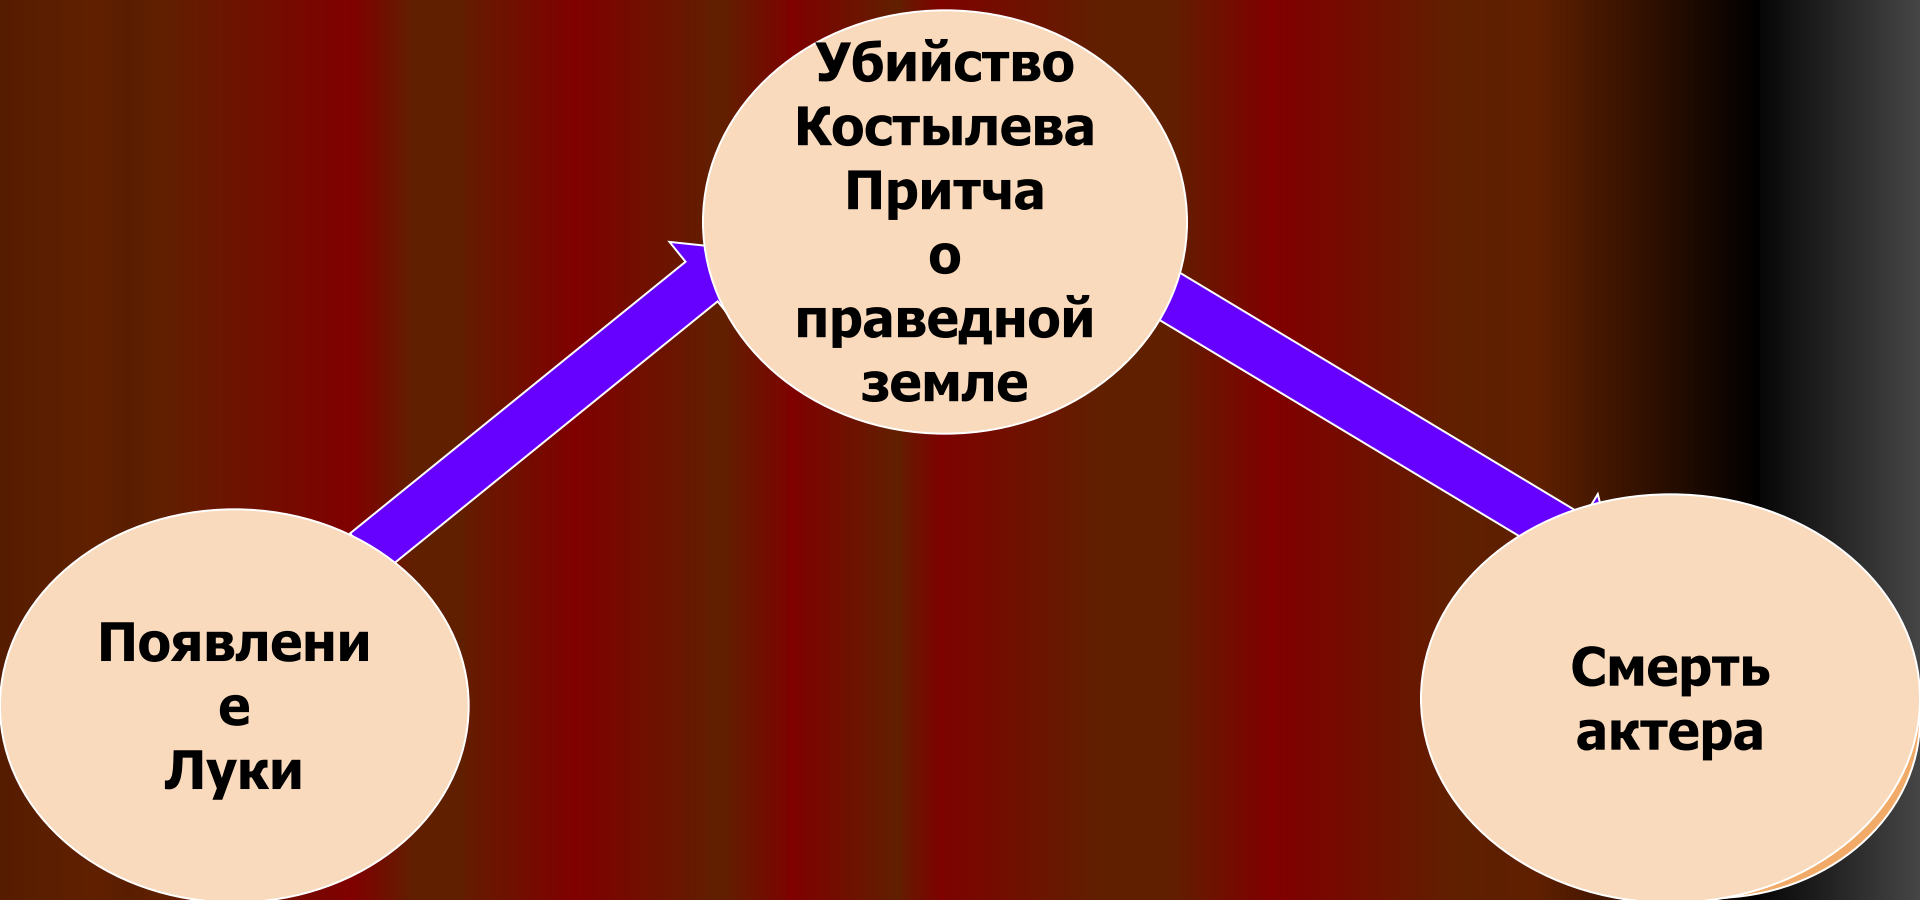 Убийство
Костылева
Притча
о
праведной
земле
Появлени
е
Луки
Смерть
актера